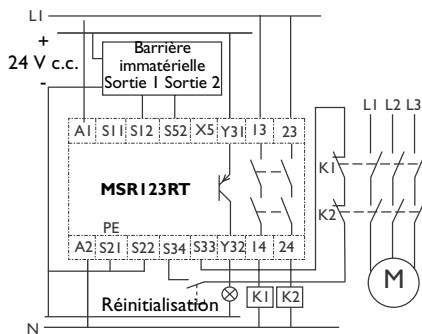 L1
+
24 V c.c.
-
Barrière
immatérielle
Sortie 1 Sortie 2
A1 S11 S12 S52 X5 Y31 13 23
MSR123RT
PE
A2 S21 S22 S34 S33 Y32 14 24
L1 L2 L3
K1
K2
M
Réinitialisation
K1 K2
N